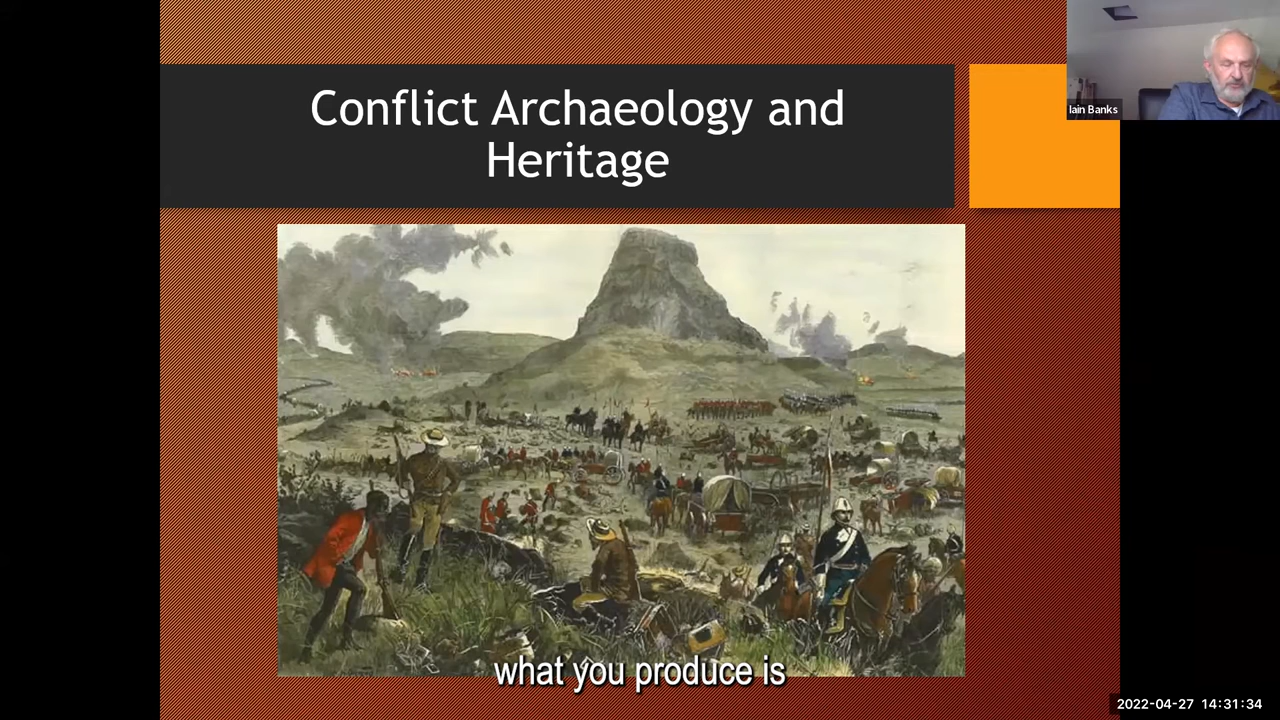 Conflict Archaeology and
Heritage
Iain Banks
what you produce is
2022-04-27 14:31:34